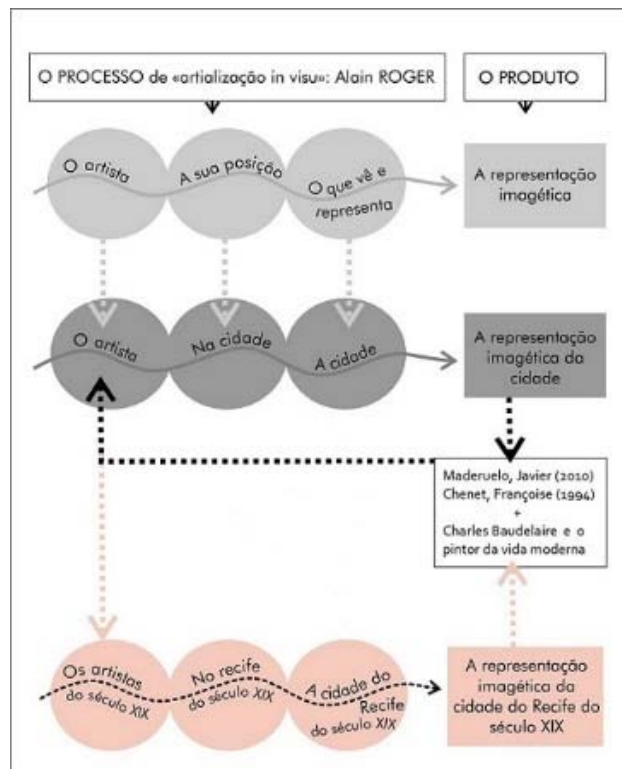 O PROCESSO de «artialização in visu»: Alain ROGER
O PRODUTO
O artista
A sua posição
O que vê e
representa
A representação
imagética
O artista
Na cidade
A cidade
A representação
imagética da
cidade
Maderuelo, Javier (2010)
Chenet, Françoise (1994)
+
Charles Baudelaire e o
pintor da vida moderna
Os artistas
do século XIX
No recife
do século XIX
A cidade do
Recife
do século XIX
A representação
imagética da
cidade do Recife do
século XIX